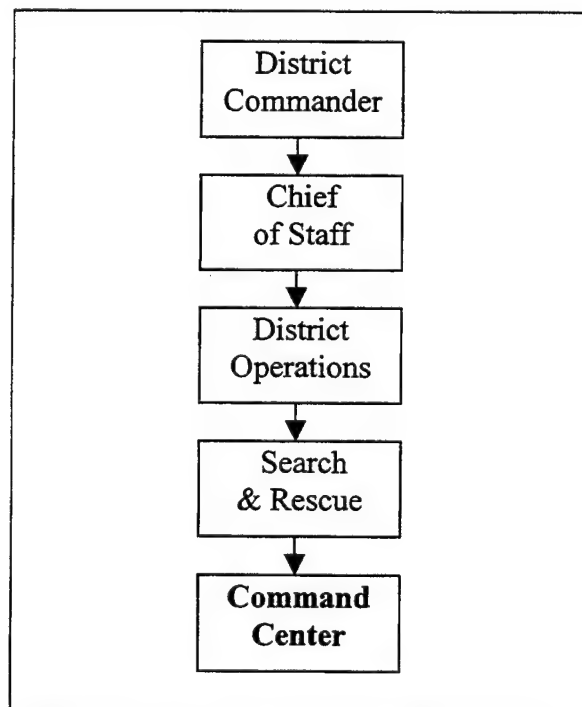 District
Commander
Chief
of Staff
District
Operations
Search
& Rescue
Command
Center